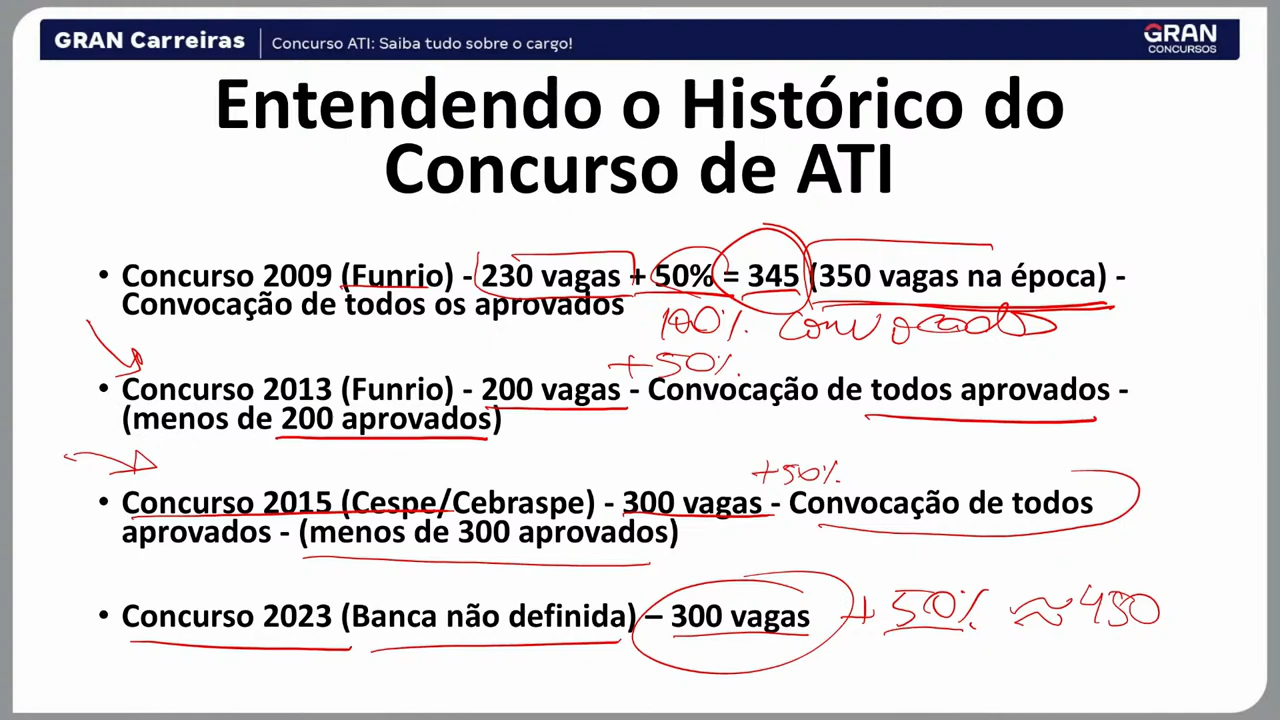 GRAN Carreiras
Concurso ATI: Saiba tudo sobre o cargo!
GRAN
CONCURSOS
Entendendo o Histórico do
Concurso de ATI
• Concurso 2009 (Funrio) - 230 vagas + 50% = 345 (350 vagas na época) -
Convocação de todos os aprovados
100% convocados
+50%
• Concurso 2013 (Funrio) - 200 vagas - Convocação de todos aprovados -
(menos de 200 aprovados)
+50%
• Concurso 2015 (Cespe/Cebraspe) - 300 vagas - Convocação de todos
aprovados - (menos de 300 aprovados)
• Concurso 2023 (Banca não definida) – 300 vagas + 50% ≈ 450